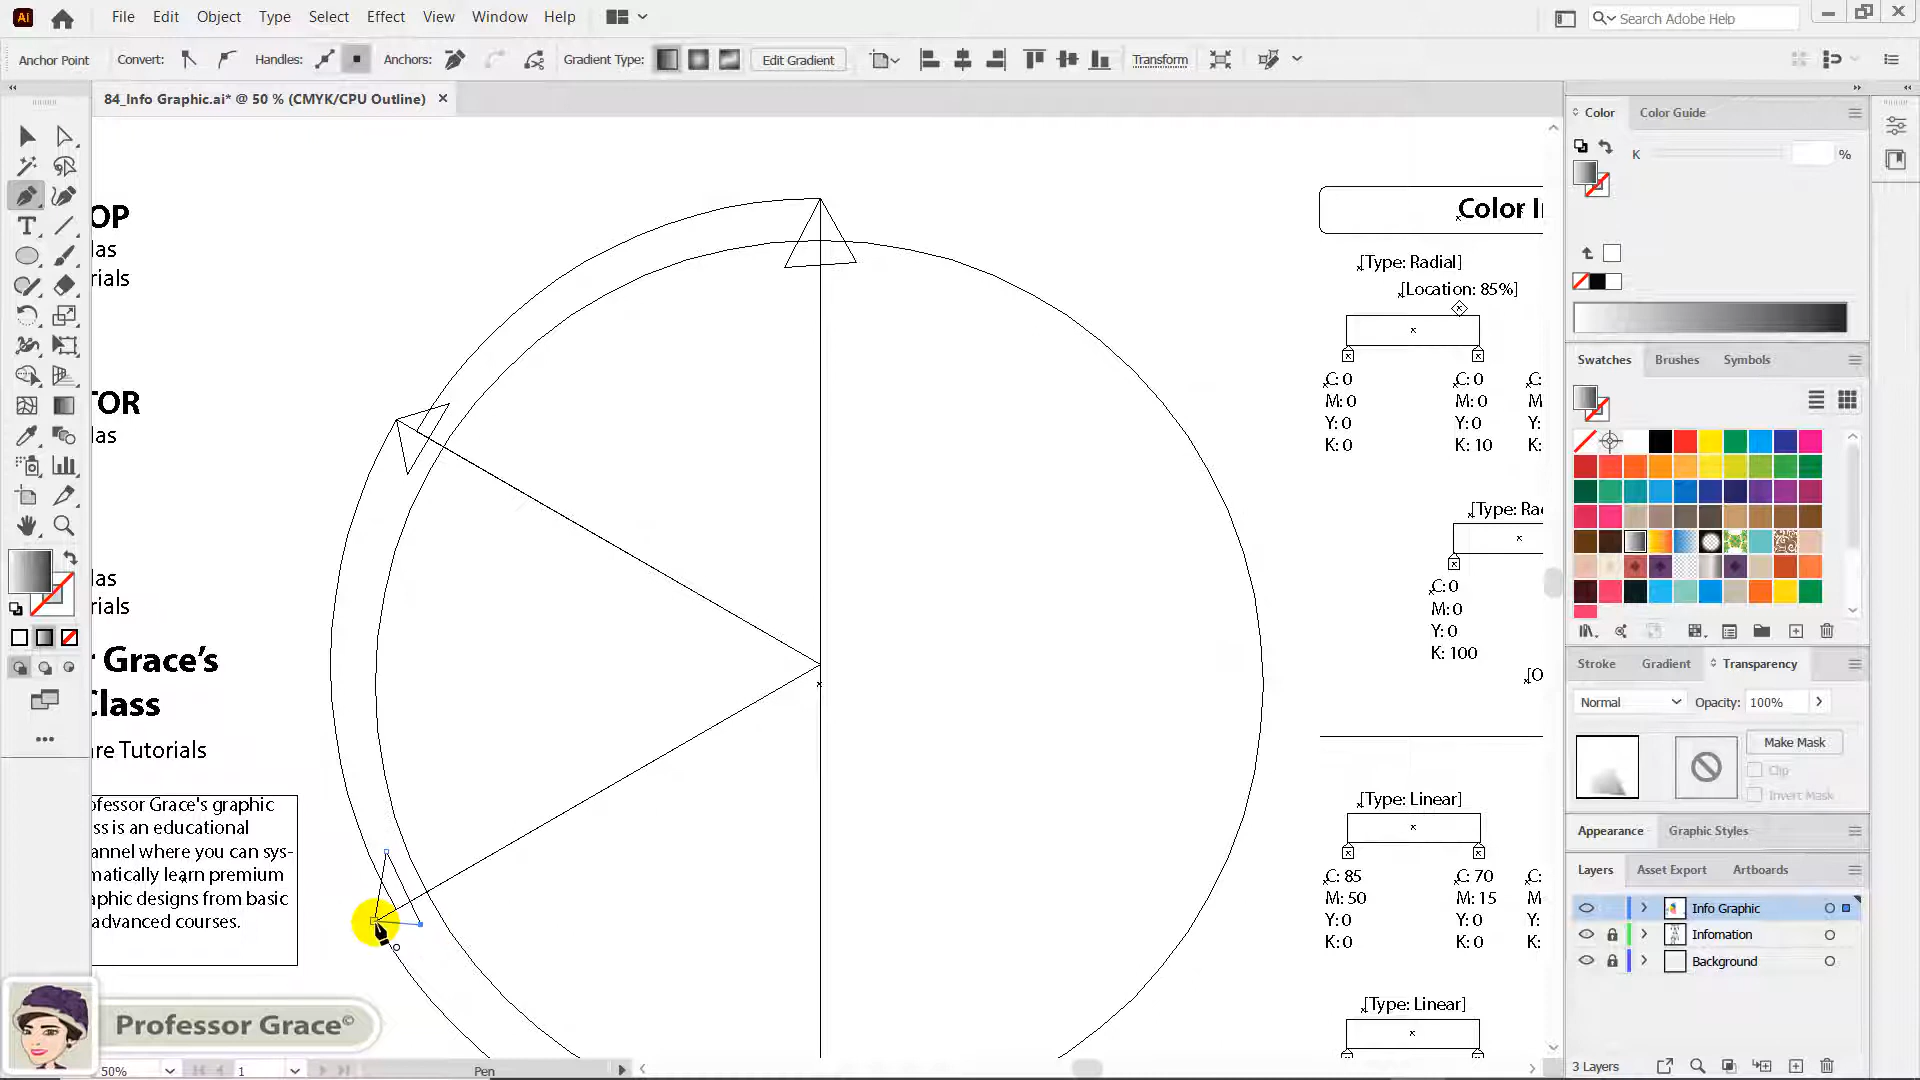 Ai File Edit Object Type Select Effect View Window Help Search Adobe Help
Anchor Point Convert: Handles: Anchors: Gradient Type: Edit Gradient Transform
84_Info Graphic.ai* @ 50 % (CMYK/CPU Outline)
OP
las
rials
TOR
las
las
rials
r Grace's
Class
are Tutorials
ofessor Grace's graphic
ss is an educational
annel where you can sys-
matically learn premium
aphic designs from basic
advanced courses.
Professor Grace©
50% 1 Pen
Color I
[Type: Radial]
[Location: 85%]
C: 0 C: 0 C:
M: 0 M: 0 M
Y: 0 Y: 0 Y:
K: 0 K: 10 K:
[Type: Rad
C: 0
M: 0
Y: 0
K: 100
[O
[Type: Linear]
C: 85 C: 70 C:
M: 50 M: 15 M
Y: 0 Y: 0 Y:
K: 0 K: 0 K:
[Type: Linear]
Color Color Guide
K %
Swatches Brushes Symbols
Stroke Gradient Transparency
Normal Opacity: 100%
Make Mask
Clip
Invert Mask
Appearance Graphic Styles
Layers Asset Export Artboards
Info Graphic
Infomation
Background
3 Layers